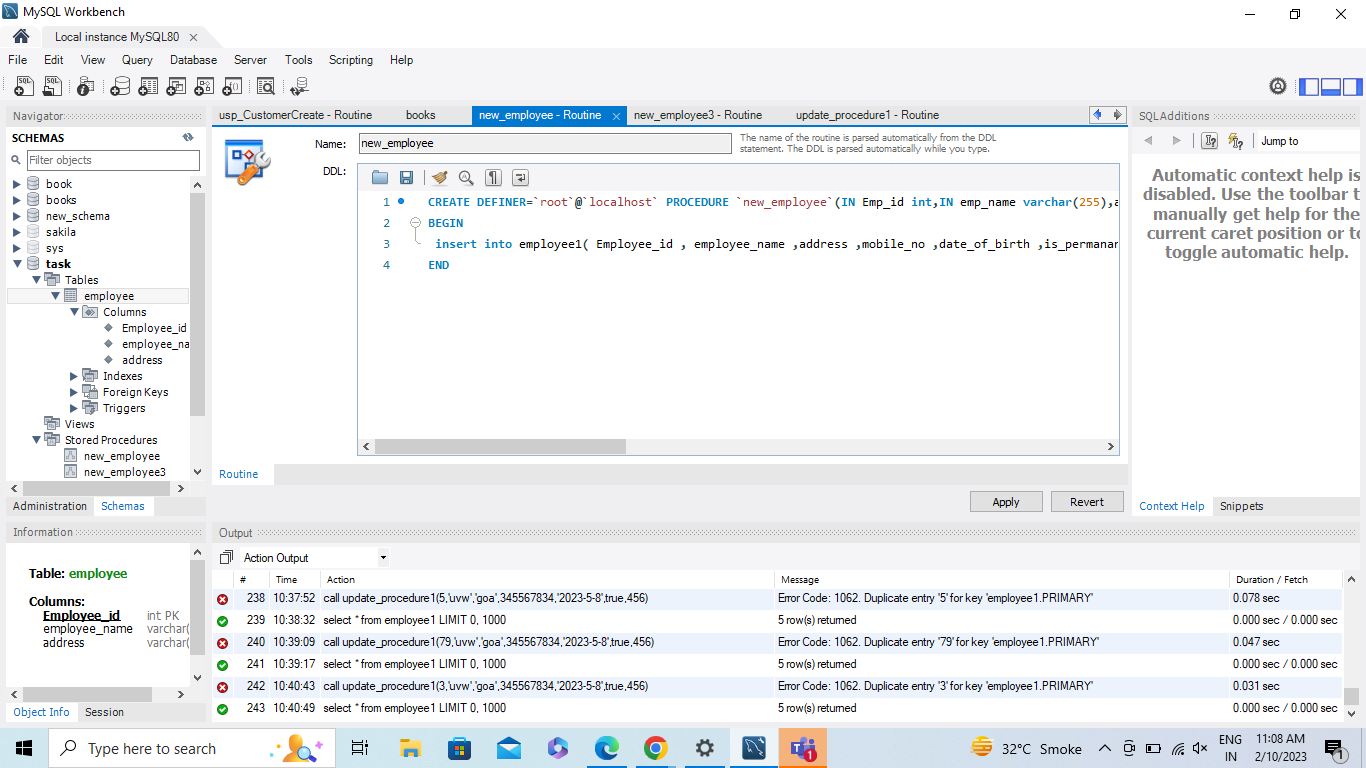 MySQL Workbench
Local instance MySQL80
File Edit View Query Database Server Tools Scripting Help
Navigator
SCHEMAS
Filter objects
book
books
new_schema
sakila
sys
task
Tables
employee
Columns
Employee_id
employee_na
address
Indexes
Foreign Keys
Triggers
Views
Stored Procedures
new_employee
new_employee3
Administration Schemas
Information
Table: employee
Columns:
Employee_id int PK
employee_name varchar(
address varchar(
Object Info Session
usp_CustomerCreate - Routine books new_employee - Routine new_employee3 - Routine update_procedure1 - Routine
Name: new_employee
The name of the routine is parsed automatically from the DDL
statement. The DDL is parsed automatically while you type.
DDL:
1 CREATE DEFINER=`root`@`localhost` PROCEDURE `new_employee`(IN Emp_id int,IN emp_name varchar(255),a
2 BEGIN
3 insert into employee1( Employee_id , employee_name ,address ,mobile_no ,date_of_birth ,is_permanar
4 END
Routine
Apply Revert
SQLAdditions
Jump to
Automatic context help is
disabled. Use the toolbar t
manually get help for the
current caret position or to
toggle automatic help.
Context Help Snippets
Output
Action Output
# Time Action Message Duration / Fetch
238 10:37:52 call update_procedure1(5,'uvw','goa',345567834,'2023-5-8',true,456) Error Code: 1062. Duplicate entry '5' for key 'employee1.PRIMARY' 0.078 sec
239 10:38:32 select * from employee1 LIMIT 0, 1000 5 row(s) returned 0.000 sec / 0.000 sec
240 10:39:09 call update_procedure1(79,'uvw','goa',345567834,'2023-5-8',true,456) Error Code: 1062. Duplicate entry '79' for key 'employee1.PRIMARY' 0.047 sec
241 10:39:17 select * from employee1 LIMIT 0, 1000 5 row(s) returned 0.000 sec / 0.000 sec
242 10:40:43 call update_procedure1(3,'uvw','goa',345567834,'2023-5-8',true,456) Error Code: 1062. Duplicate entry '3' for key 'employee1.PRIMARY' 0.031 sec
243 10:40:49 select * from employee1 LIMIT 0, 1000 5 row(s) returned 0.000 sec / 0.000 sec
Type here to search
32°C Smoke
ENG
IN
11:08 AM
2/10/2023
1
1